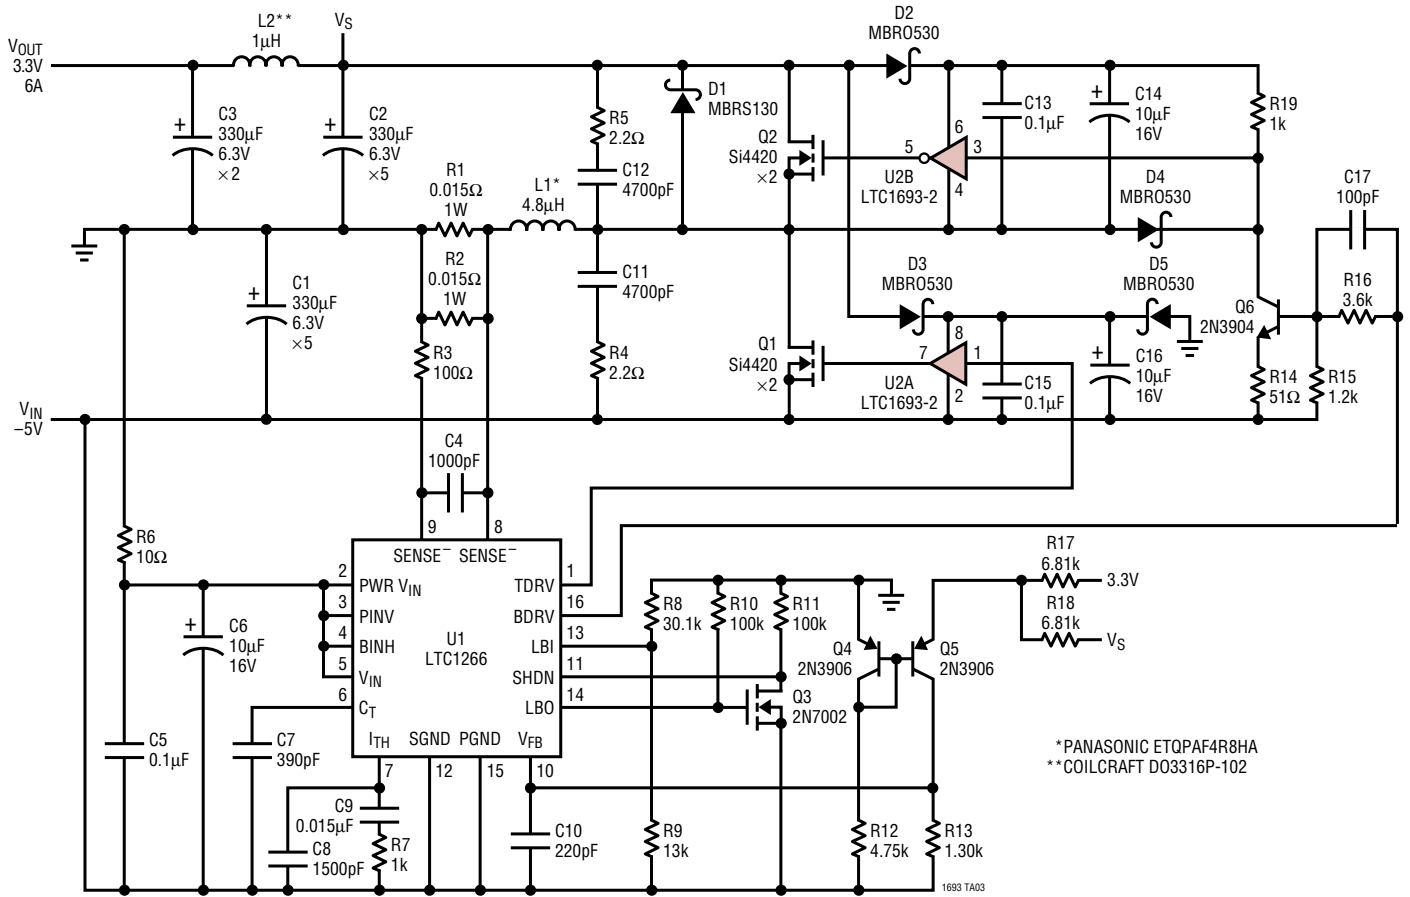 V_OUT
3.3V
6A
L2**
1µH
V_S
C3
330µF
6.3V
×2
+
C2
330µF
6.3V
×5
+
R1
0.015Ω
1W
L1*
4.8µH
R5
2.2Ω
C12
4700pF
D1
MBRS130
D2
MBRO530
Q2
Si4420
×2
5
6
3
4
U2B
LTC1693-2
C13
0.1µF
+
C14
10µF
16V
R19
1k
D4
MBRO530
C17
100pF
C1
330µF
6.3V
×5
+
R2
0.015Ω
1W
R3
100Ω
C11
4700pF
R4
2.2Ω
D3
MBRO530
D5
MBRO530
Q1
Si4420
×2
7
8
1
2
U2A
LTC1693-2
C15
0.1µF
+
C16
10µF
16V
Q6
2N3904
R16
3.6k
R14
51Ω
R15
1.2k
V_IN
–5V
C4
1000pF
R6
10Ω
9
8
SENSE–
SENSE–
2
PWR V_IN
3
PINV
4
BINH
5
V_IN
6
C_T
I_TH
SGND
PGND
V_FB
U1
LTC1266
TDRV
1
BDRV
16
LBI
13
SHDN
11
LBO
14
7
12
15
10
+
C6
10µF
16V
C5
0.1µF
C7
390pF
C9
0.015µF
C8
1500pF
R7
1k
C10
220pF
R8
30.1k
R10
100k
R11
100k
Q3
2N7002
R9
13k
Q4
2N3906
Q5
2N3906
R17
6.81k
3.3V
R18
6.81k
V_S
R12
4.75k
R13
1.30k
*PANASONIC ETQPAF4R8HA
**COILCRAFT DO3316P-102
1693 TA03